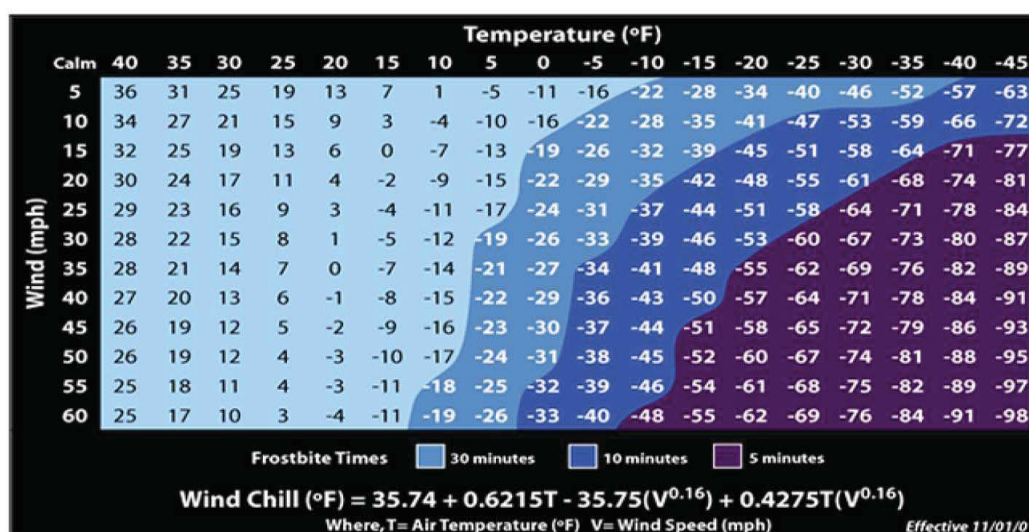 Temperature (ºF)
Calm 40 35 30 25 20 15 10 5 0 -5 -10 -15 -20 -25 -30 -35 -40 -45
5 36 31 25 19 13 7 1 -5 -11 -16 -22 -28 -34 -40 -46 -52 -57 -63
10 34 27 21 15 9 3 -4 -10 -16 -22 -28 -35 -41 -47 -53 -59 -66 -72
15 32 25 19 13 6 0 -7 -13 -19 -26 -32 -39 -45 -51 -58 -64 -71 -77
20 30 24 17 11 4 -2 -9 -15 -22 -29 -35 -42 -48 -55 -61 -68 -74 -81
25 29 23 16 9 3 -4 -11 -17 -24 -31 -37 -44 -51 -58 -64 -71 -78 -84
30 28 22 15 8 1 -5 -12 -19 -26 -33 -39 -46 -53 -60 -67 -73 -80 -87
35 28 21 14 7 0 -7 -14 -21 -27 -34 -41 -48 -55 -62 -69 -76 -82 -89
40 27 20 13 6 -1 -8 -15 -22 -29 -36 -43 -50 -57 -64 -71 -78 -84 -91
45 26 19 12 5 -2 -9 -16 -23 -30 -37 -44 -51 -58 -65 -72 -79 -86 -93
50 26 19 12 4 -3 -10 -17 -24 -31 -38 -45 -52 -60 -67 -74 -81 -88 -95
55 25 18 11 4 -3 -11 -18 -25 -32 -39 -46 -54 -61 -68 -75 -82 -89 -97
60 25 17 10 3 -4 -11 -19 -26 -33 -40 -48 -55 -62 -69 -76 -84 -91 -98
Wind (mph)
Frostbite Times 30 minutes 10 minutes 5 minutes
Wind Chill (ºF) = 35.74 + 0.6215T - 35.75(V^0.16) + 0.4275T(V^0.16)
Where, T= Air Temperature (ºF) V= Wind Speed (mph) Effective 11/01/0